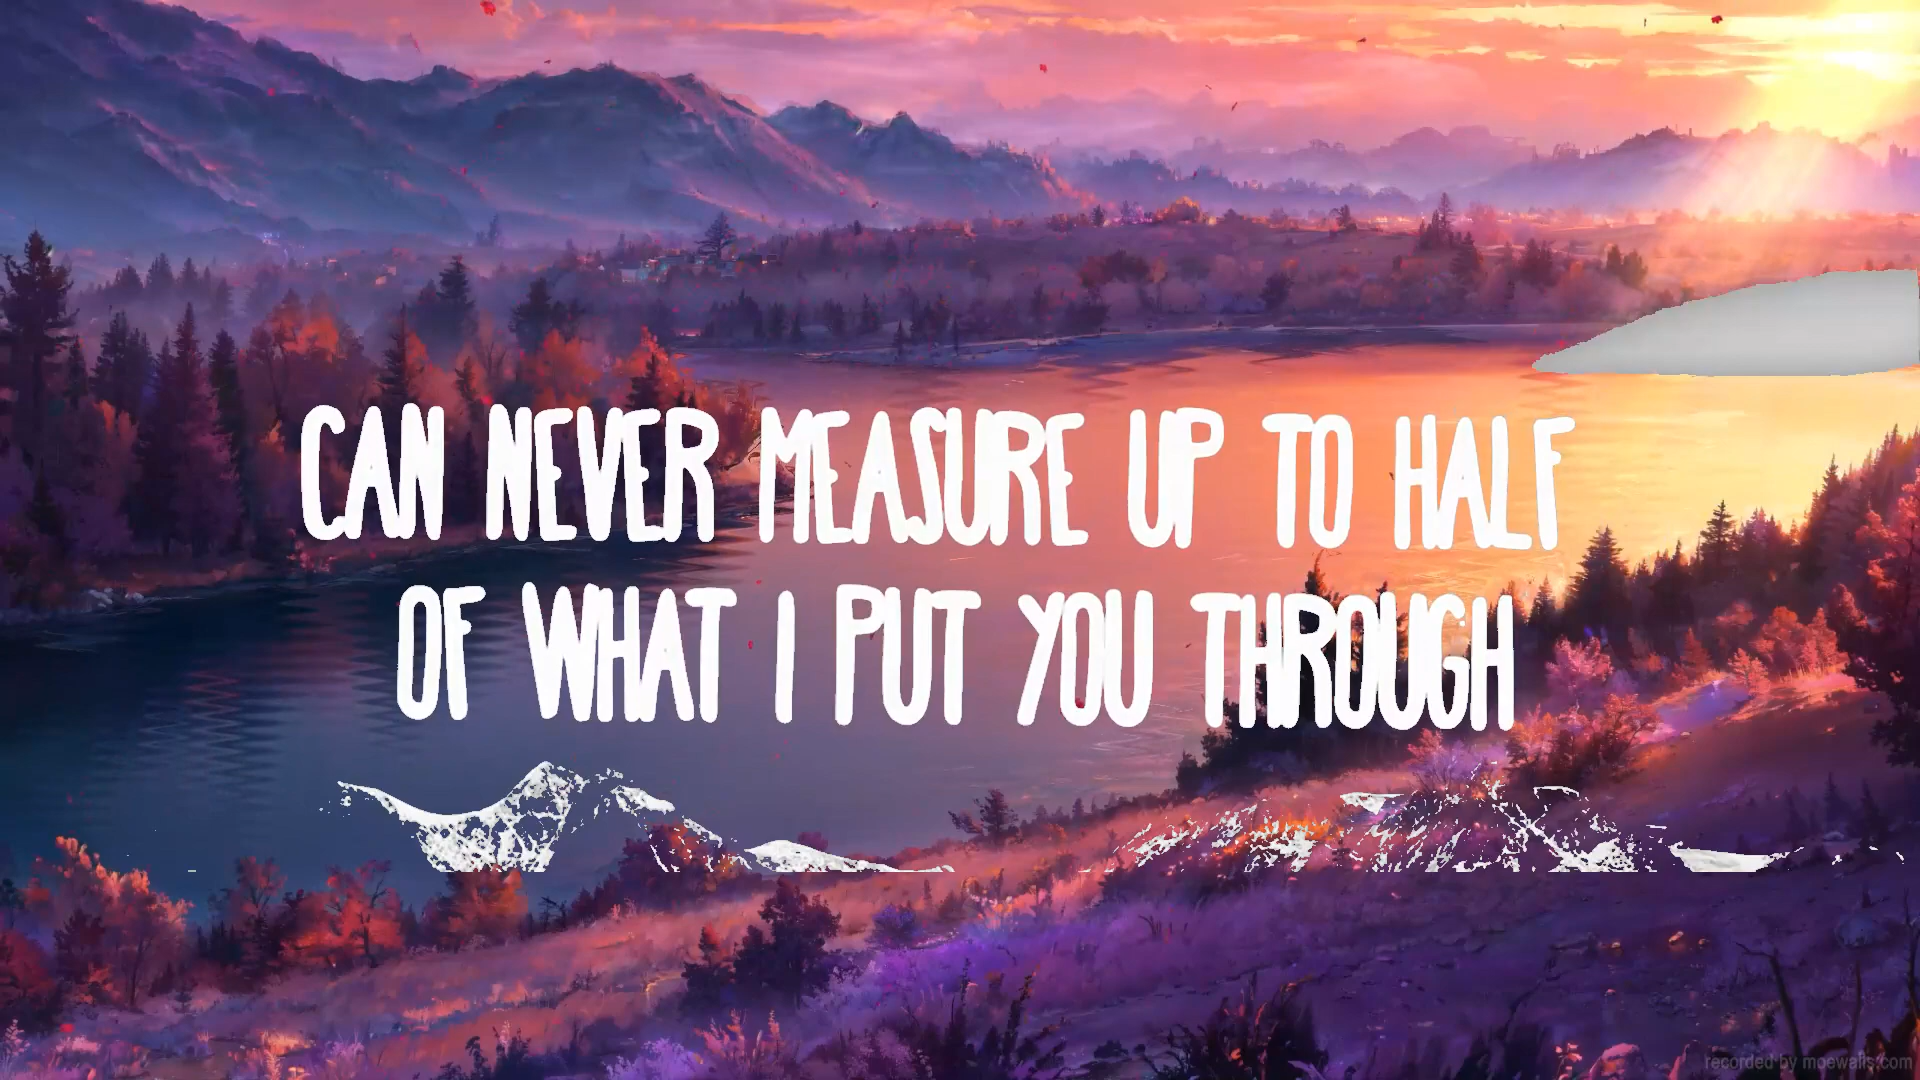 CAN NEVER MEASURE UP TO HALF
OF WHAT I PUT YOU THROUGH
recorded by moewalls.com